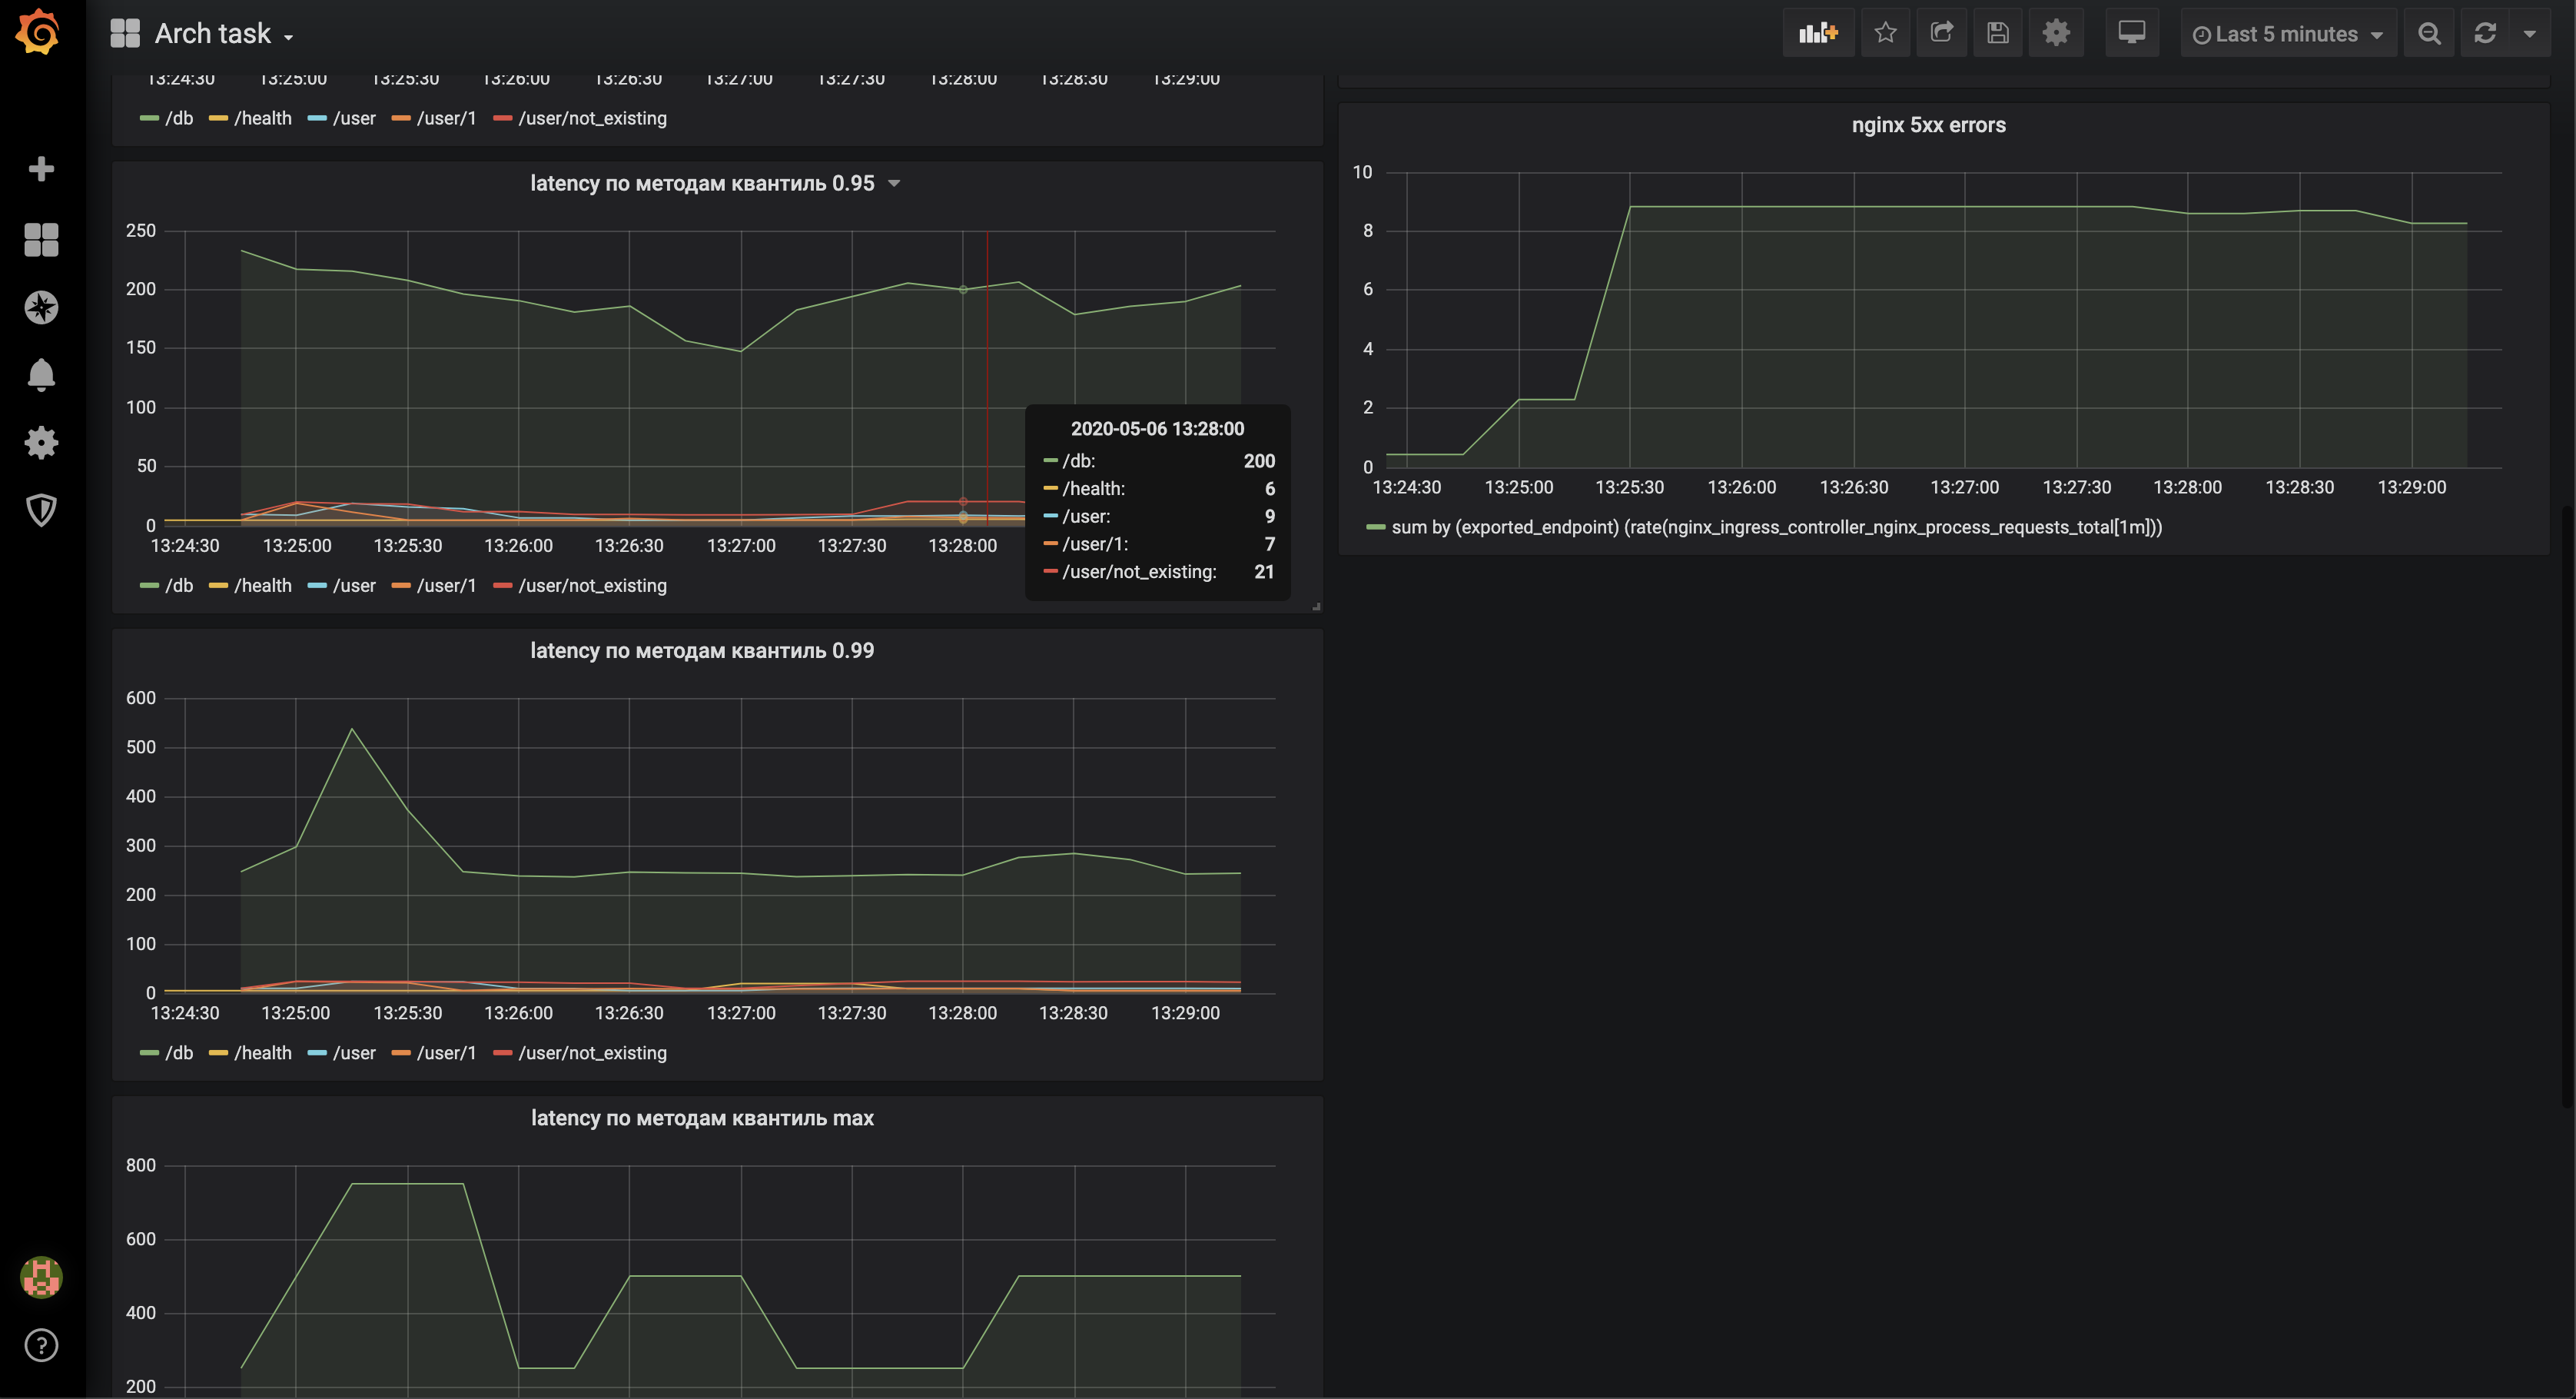 Arch task
Last 5 minutes
13:24:30 13:25:00 13:25:30 13:26:00 13:26:30 13:27:00 13:27:30 13:28:00 13:28:30 13:29:00
/db /health /user /user/1 /user/not_existing
latency по методам квантиль 0.95
250
200
150
100
50
0
13:24:30 13:25:00 13:25:30 13:26:00 13:26:30 13:27:00 13:27:30 13:28:00
/db /health /user /user/1 /user/not_existing
2020-05-06 13:28:00
/db: 200
/health: 6
/user: 9
/user/1: 7
/user/not_existing: 21
nginx 5xx errors
10
8
6
4
2
0
13:24:30 13:25:00 13:25:30 13:26:00 13:26:30 13:27:00 13:27:30 13:28:00 13:28:30 13:29:00
sum by (exported_endpoint) (rate(nginx_ingress_controller_nginx_process_requests_total[1m]))
latency по методам квантиль 0.99
600
500
400
300
200
100
0
13:24:30 13:25:00 13:25:30 13:26:00 13:26:30 13:27:00 13:27:30 13:28:00 13:28:30 13:29:00
/db /health /user /user/1 /user/not_existing
latency по методам квантиль max
800
600
400
200